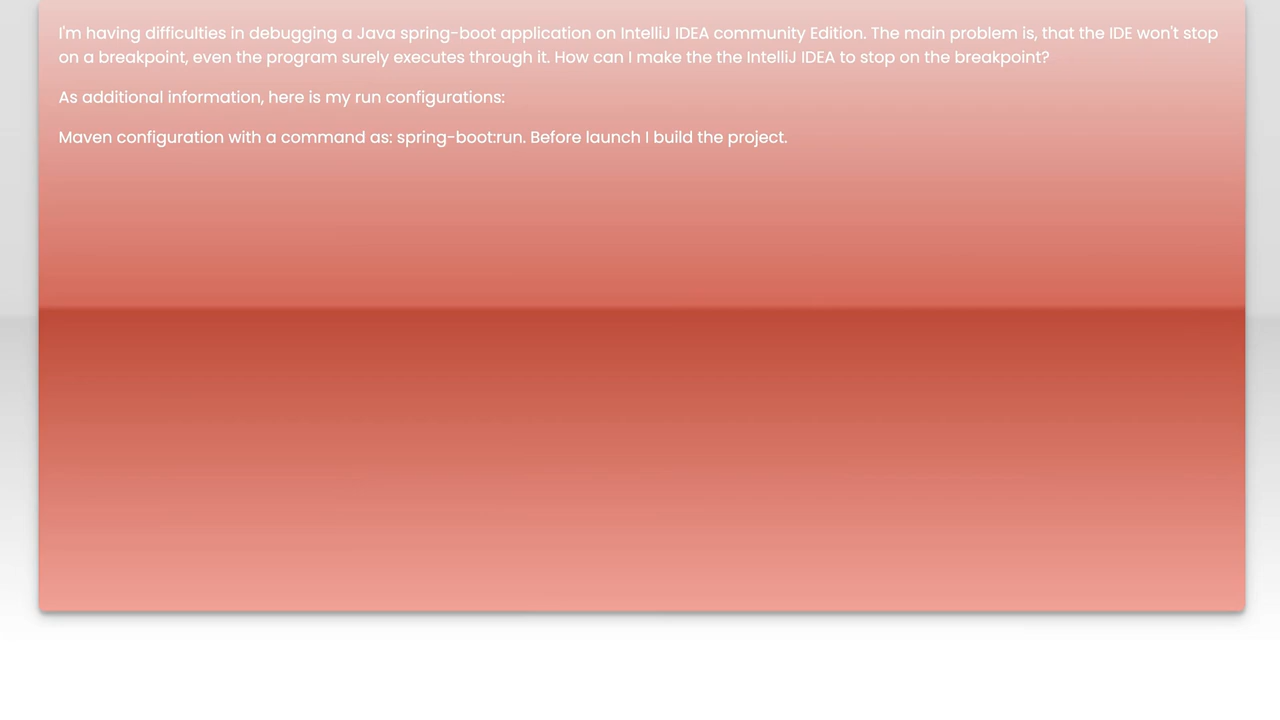 I'm having difficulties in debugging a Java spring-boot application on IntelliJ IDEA community Edition. The main problem is, that the IDE won't stop
on a breakpoint, even the program surely executes through it. How can I make the the IntelliJ IDEA to stop on the breakpoint?
As additional information, here is my run configurations:
Maven configuration with a command as: spring-boot:run. Before launch I build the project.